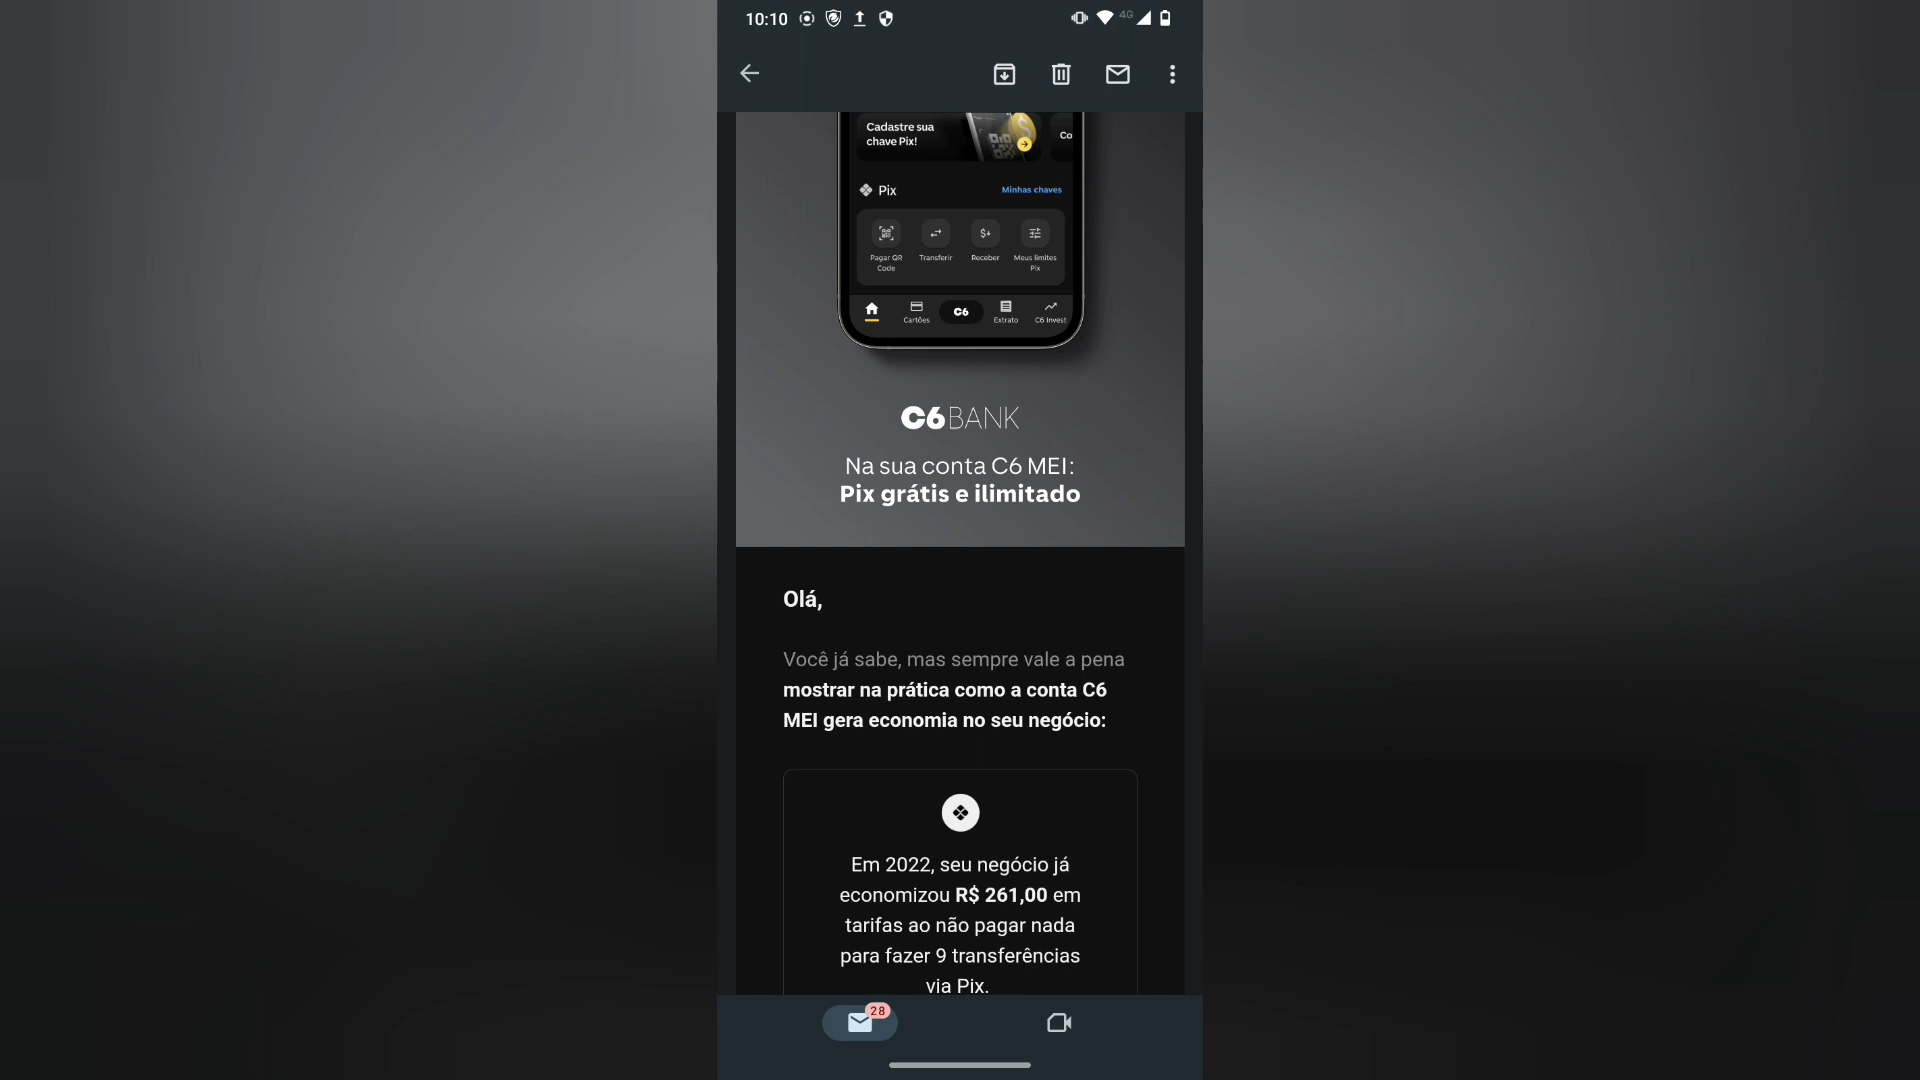 10:10
4G
Cadastre sua
chave Pix!
Co
Pix
Minhas chaves
Pagar QR
Code
Transferir
Receber
Meus limites
Pix
Cartões
C6
Extrato
C6 Invest
C6BANK
Na sua conta C6 MEI:
Pix grátis e ilimitado
Olá,
Você já sabe, mas sempre vale a pena
mostrar na prática como a conta C6
MEI gera economia no seu negócio:
Em 2022, seu negócio já
economizou R$ 261,00 em
tarifas ao não pagar nada
para fazer 9 transferências
via Pix.
28